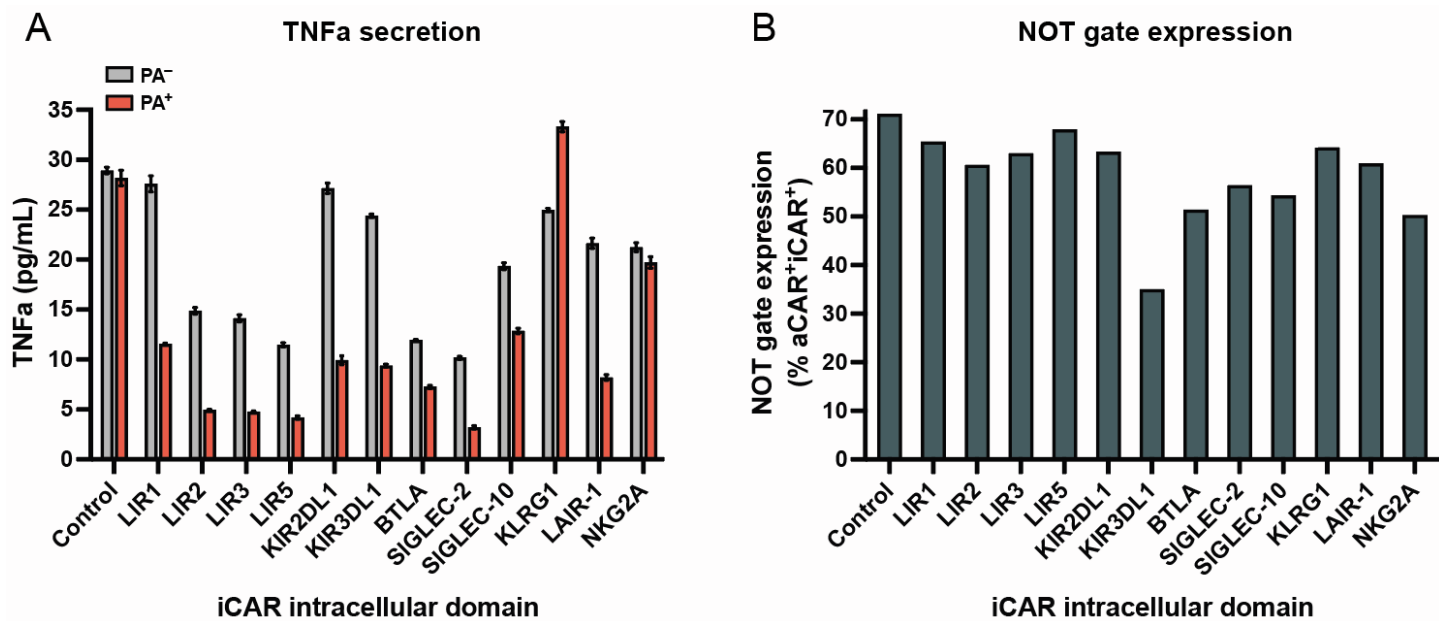 A
TNFa secretion
PA–
PA+
TNFa (pg/mL)
35
30
25
20
15
10
5
0
Control
LIR1
LIR2
LIR3
LIR5
KIR2DL1
KIR3DL1
BTLA
SIGLEC-2
SIGLEC-10
KLRG1
LAIR-1
NKG2A
iCAR intracellular domain
B
NOT gate expression
NOT gate expression
(% aCAR+iCAR+)
70
60
50
40
30
20
10
0
Control
LIR1
LIR2
LIR3
LIR5
KIR2DL1
KIR3DL1
BTLA
SIGLEC-2
SIGLEC-10
KLRG1
LAIR-1
NKG2A
iCAR intracellular domain